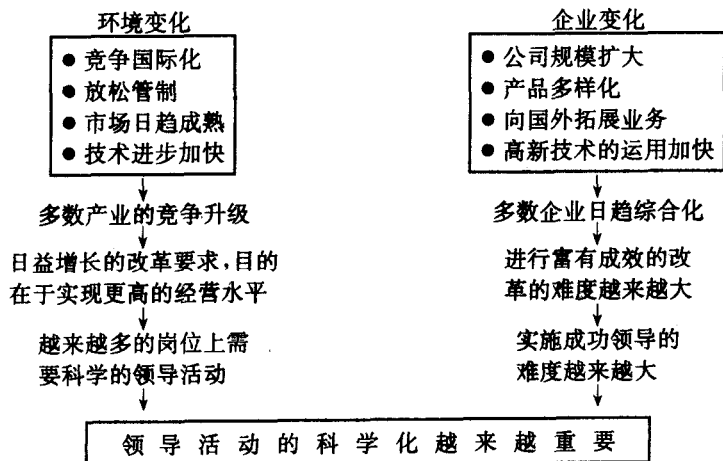 环境变化
● 竞争国际化
● 放松管制
● 市场日趋成熟
● 技术进步加快
多数产业的竞争升级
日益增长的改革要求,目的
在于实现更高的经营水平
越来越多的岗位上需
要科学的领导活动
企业变化
● 公司规模扩大
● 产品多样化
● 向国外拓展业务
● 高新技术的运用加快
多数企业日趋综合化
进行富有成效的改
革的难度越来越大
实施成功领导的
难度越来越大
领导活动的科学化越来越重要